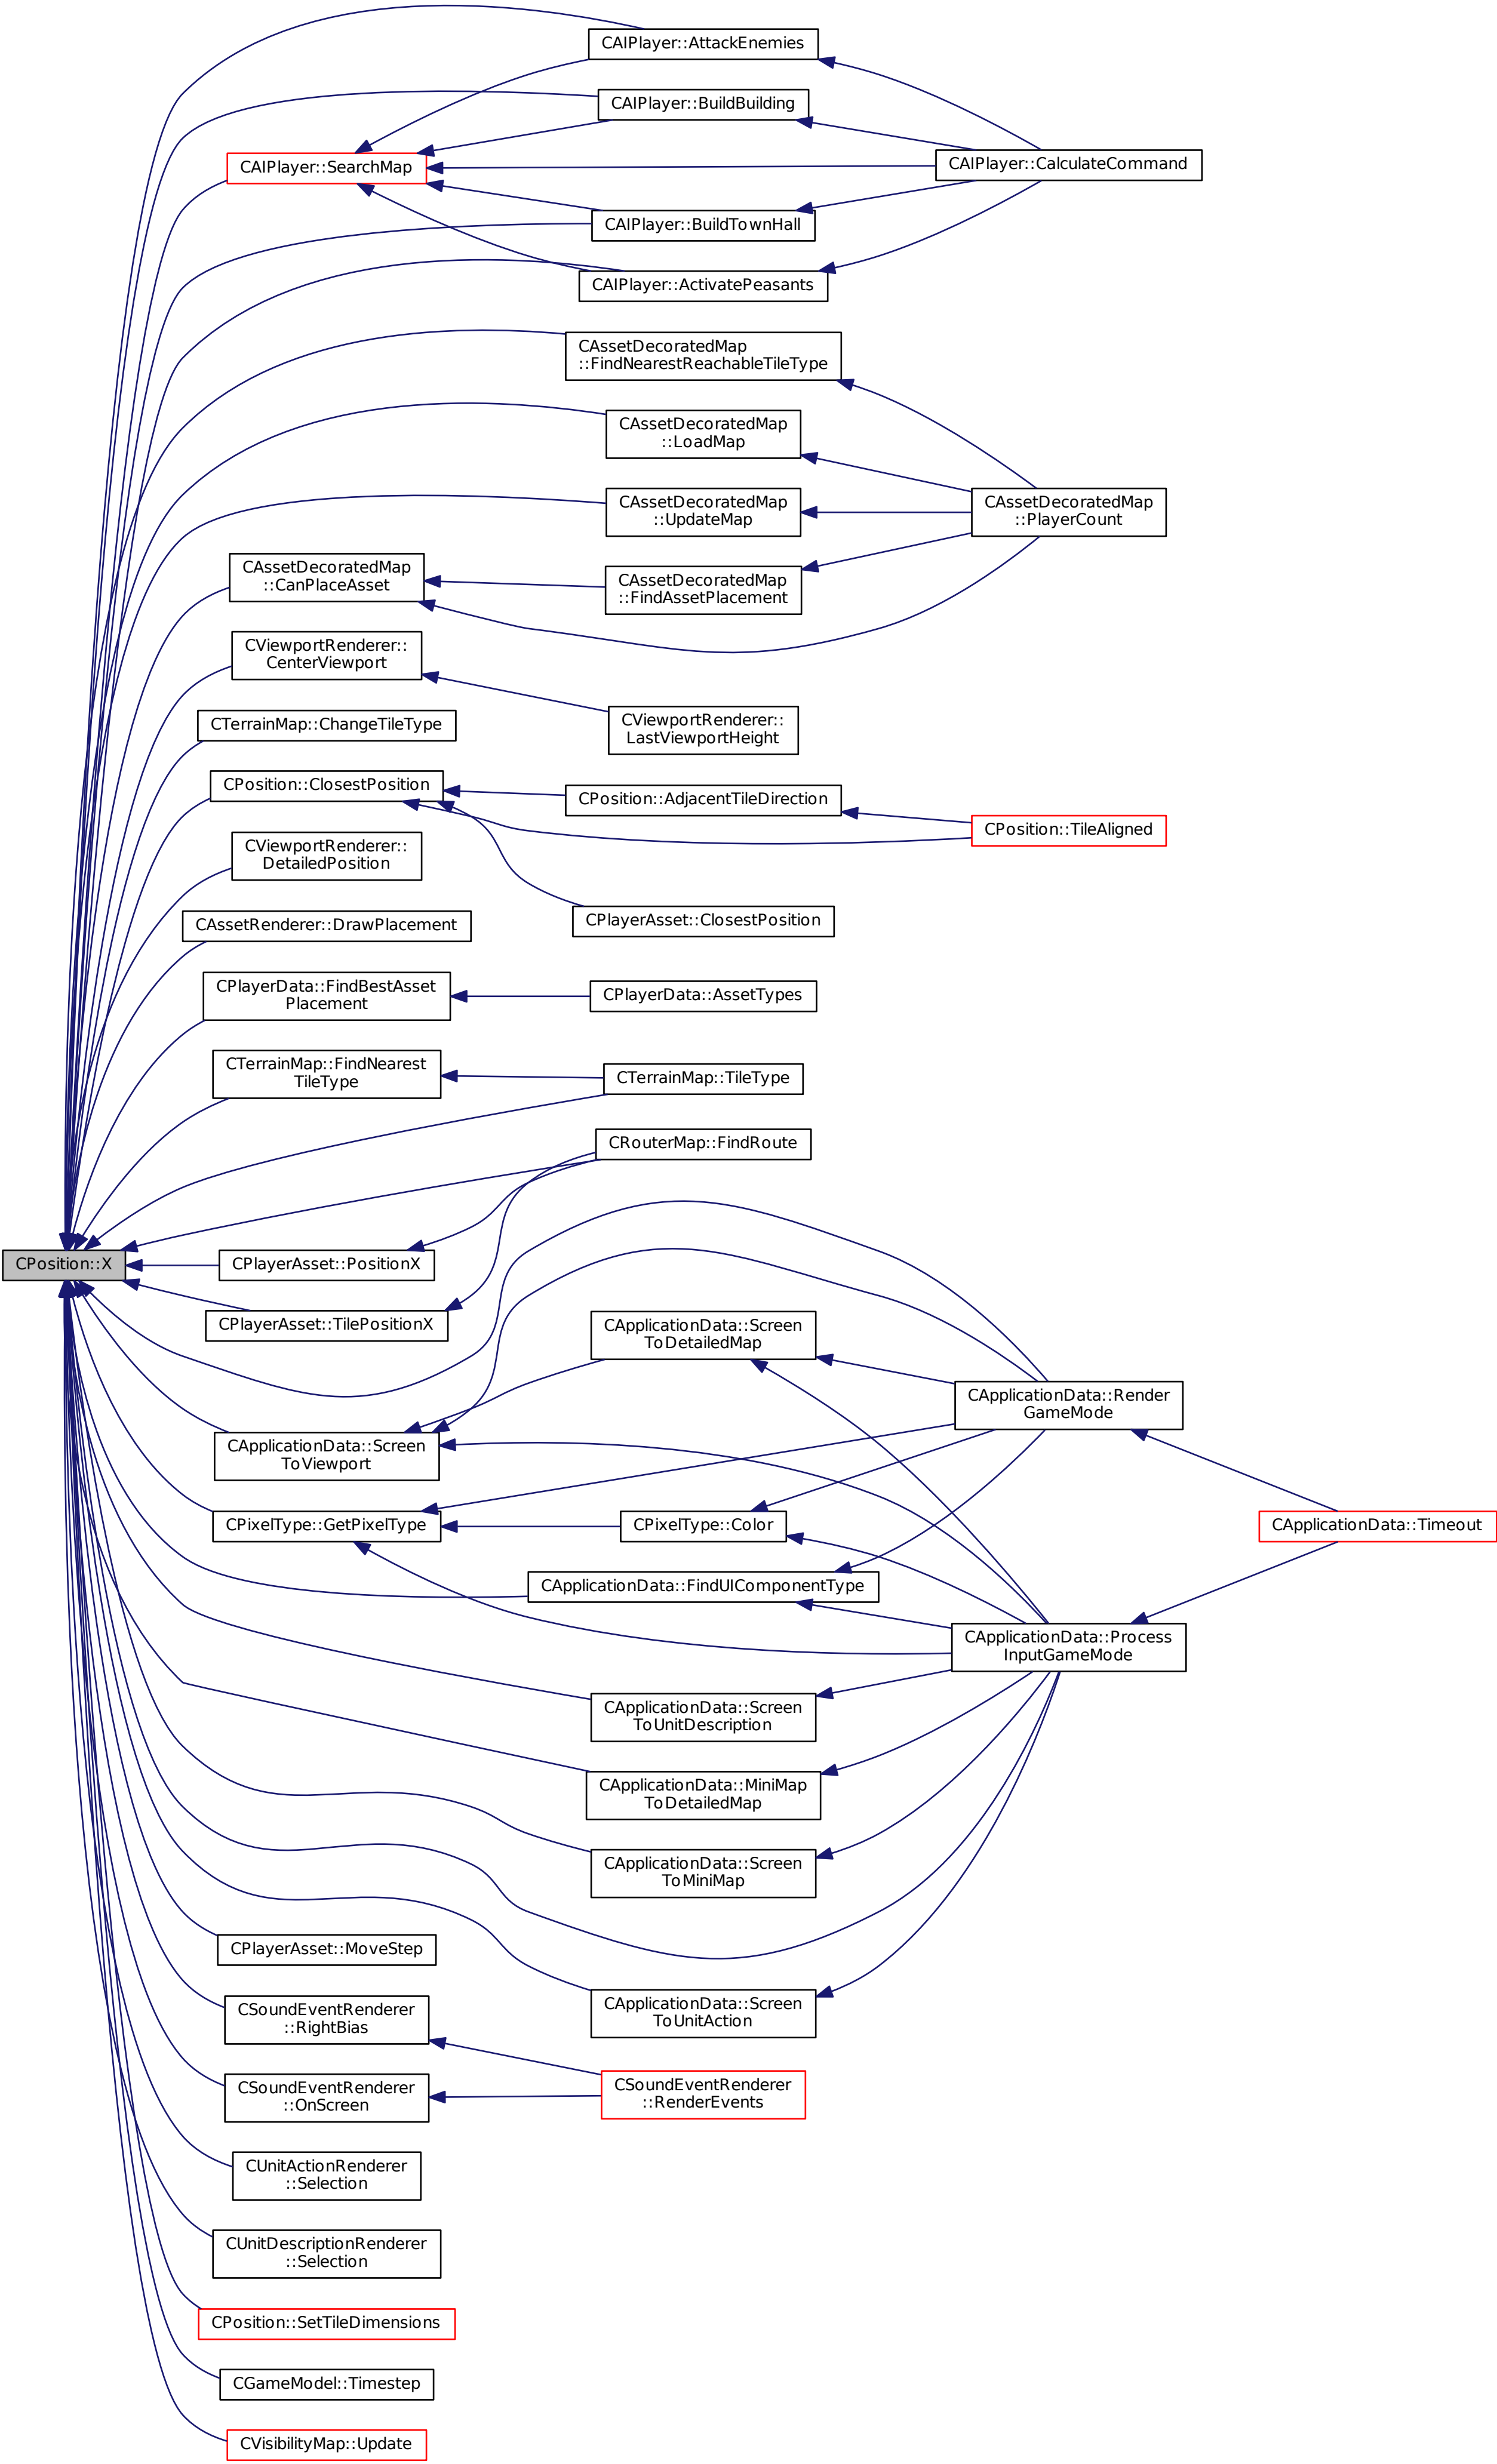 CAIPlayer::AttackEnemies
CAIPlayer::BuildBuilding
CAIPlayer::SearchMap
CAIPlayer::CalculateCommand
CAIPlayer::BuildTownHall
CAIPlayer::ActivatePeasants
CAssetDecoratedMap
::FindNearestReachableTileType
CAssetDecoratedMap
::LoadMap
CAssetDecoratedMap
::UpdateMap
CAssetDecoratedMap
::PlayerCount
CAssetDecoratedMap
::CanPlaceAsset
CAssetDecoratedMap
::FindAssetPlacement
CViewportRenderer::
CenterViewport
CViewportRenderer::
LastViewportHeight
CTerrainMap::ChangeTileType
CPosition::ClosestPosition
CPosition::AdjacentTileDirection
CPosition::TileAligned
CViewportRenderer::
DetailedPosition
CPlayerAsset::ClosestPosition
CAssetRenderer::DrawPlacement
CPlayerData::FindBestAsset
Placement
CPlayerData::AssetTypes
CTerrainMap::FindNearest
TileType
CTerrainMap::TileType
CRouterMap::FindRoute
CPosition::X
CPlayerAsset::PositionX
CPlayerAsset::TilePositionX
CApplicationData::Screen
ToDetailedMap
CApplicationData::Render
GameMode
CApplicationData::Screen
ToViewport
CPixelType::GetPixelType
CPixelType::Color
CApplicationData::Timeout
CApplicationData::FindUIComponentType
CApplicationData::Process
InputGameMode
CApplicationData::Screen
ToUnitDescription
CApplicationData::MiniMap
ToDetailedMap
CApplicationData::Screen
ToMiniMap
CPlayerAsset::MoveStep
CApplicationData::Screen
ToUnitAction
CSoundEventRenderer
::RightBias
CSoundEventRenderer
::OnScreen
CSoundEventRenderer
::RenderEvents
CUnitActionRenderer
::Selection
CUnitDescriptionRenderer
::Selection
CPosition::SetTileDimensions
CGameModel::Timestep
CVisibilityMap::Update